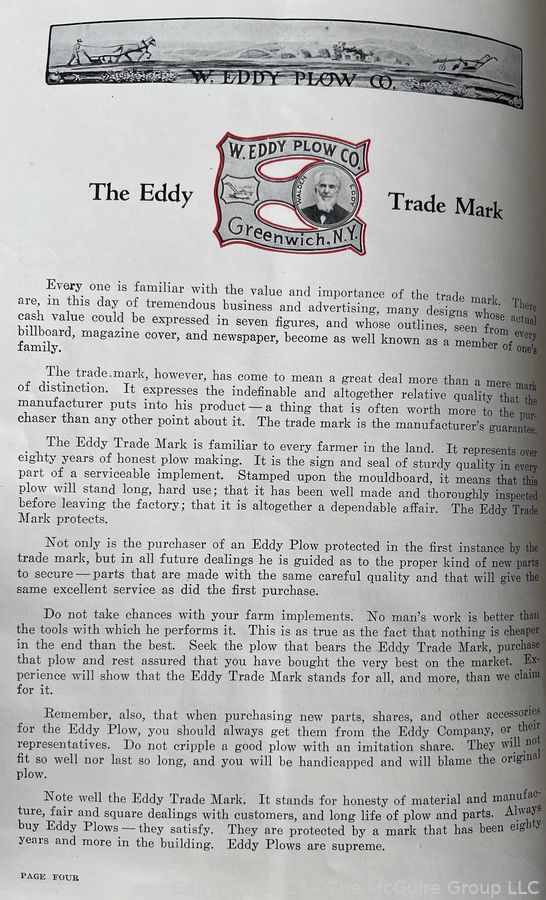 W. EDDY PLOW CO.
The Eddy
W. EDDY PLOW CO.
WALDEN EDDY
Greenwich, N.Y.
Trade Mark
Every one is familiar with the value and importance of the trade mark. There
are, in this day of tremendous business and advertising, many designs whose actual
cash value could be expressed in seven figures, and whose outlines, seen from every
billboard, magazine cover, and newspaper, become as well known as a member of one's
family.
The trade mark, however, has come to mean a great deal more than a mere mark
of distinction. It expresses the indefinable and altogether relative quality that the
manufacturer puts into his product — a thing that is often worth more to the pur-
chaser than any other point about it. The trade mark is the manufacturer's guarantee.
The Eddy Trade Mark is familiar to every farmer in the land. It represents over
eighty years of honest plow making. It is the sign and seal of sturdy quality in every
part of a serviceable implement. Stamped upon the mouldboard, it means that this
plow will stand long, hard use; that it has been well made and thoroughly inspected
before leaving the factory; that it is altogether a dependable affair. The Eddy Trade
Mark protects.
Not only is the purchaser of an Eddy Plow protected in the first instance by the
trade mark, but in all future dealings he is guided as to the proper kind of new parts
to secure — parts that are made with the same careful quality and that will give the
same excellent service as did the first purchase.
Do not take chances with your farm implements. No man's work is better than
the tools with which he performs it. This is as true as the fact that nothing is cheaper
in the end than the best. Seek the plow that bears the Eddy Trade Mark, purchase
that plow and rest assured that you have bought the very best on the market. Ex-
perience will show that the Eddy Trade Mark stands for all, and more, than we claim
for it.
Remember, also, that when purchasing new parts, shares, and other accessories
for the Eddy Plow, you should always get them from the Eddy Company, or their
representatives. Do not cripple a good plow with an imitation share. They will not
fit so well nor last so long, and you will be handicapped and will blame the original
plow.
Note well the Eddy Trade Mark. It stands for honesty of material and manufac-
ture, fair and square dealings with customers, and long life of plow and parts. Always
buy Eddy Plows — they satisfy. They are protected by a mark that has been eighty
years and more in the building. Eddy Plows are supreme.
PAGE FOUR
The McGuire Group LLC